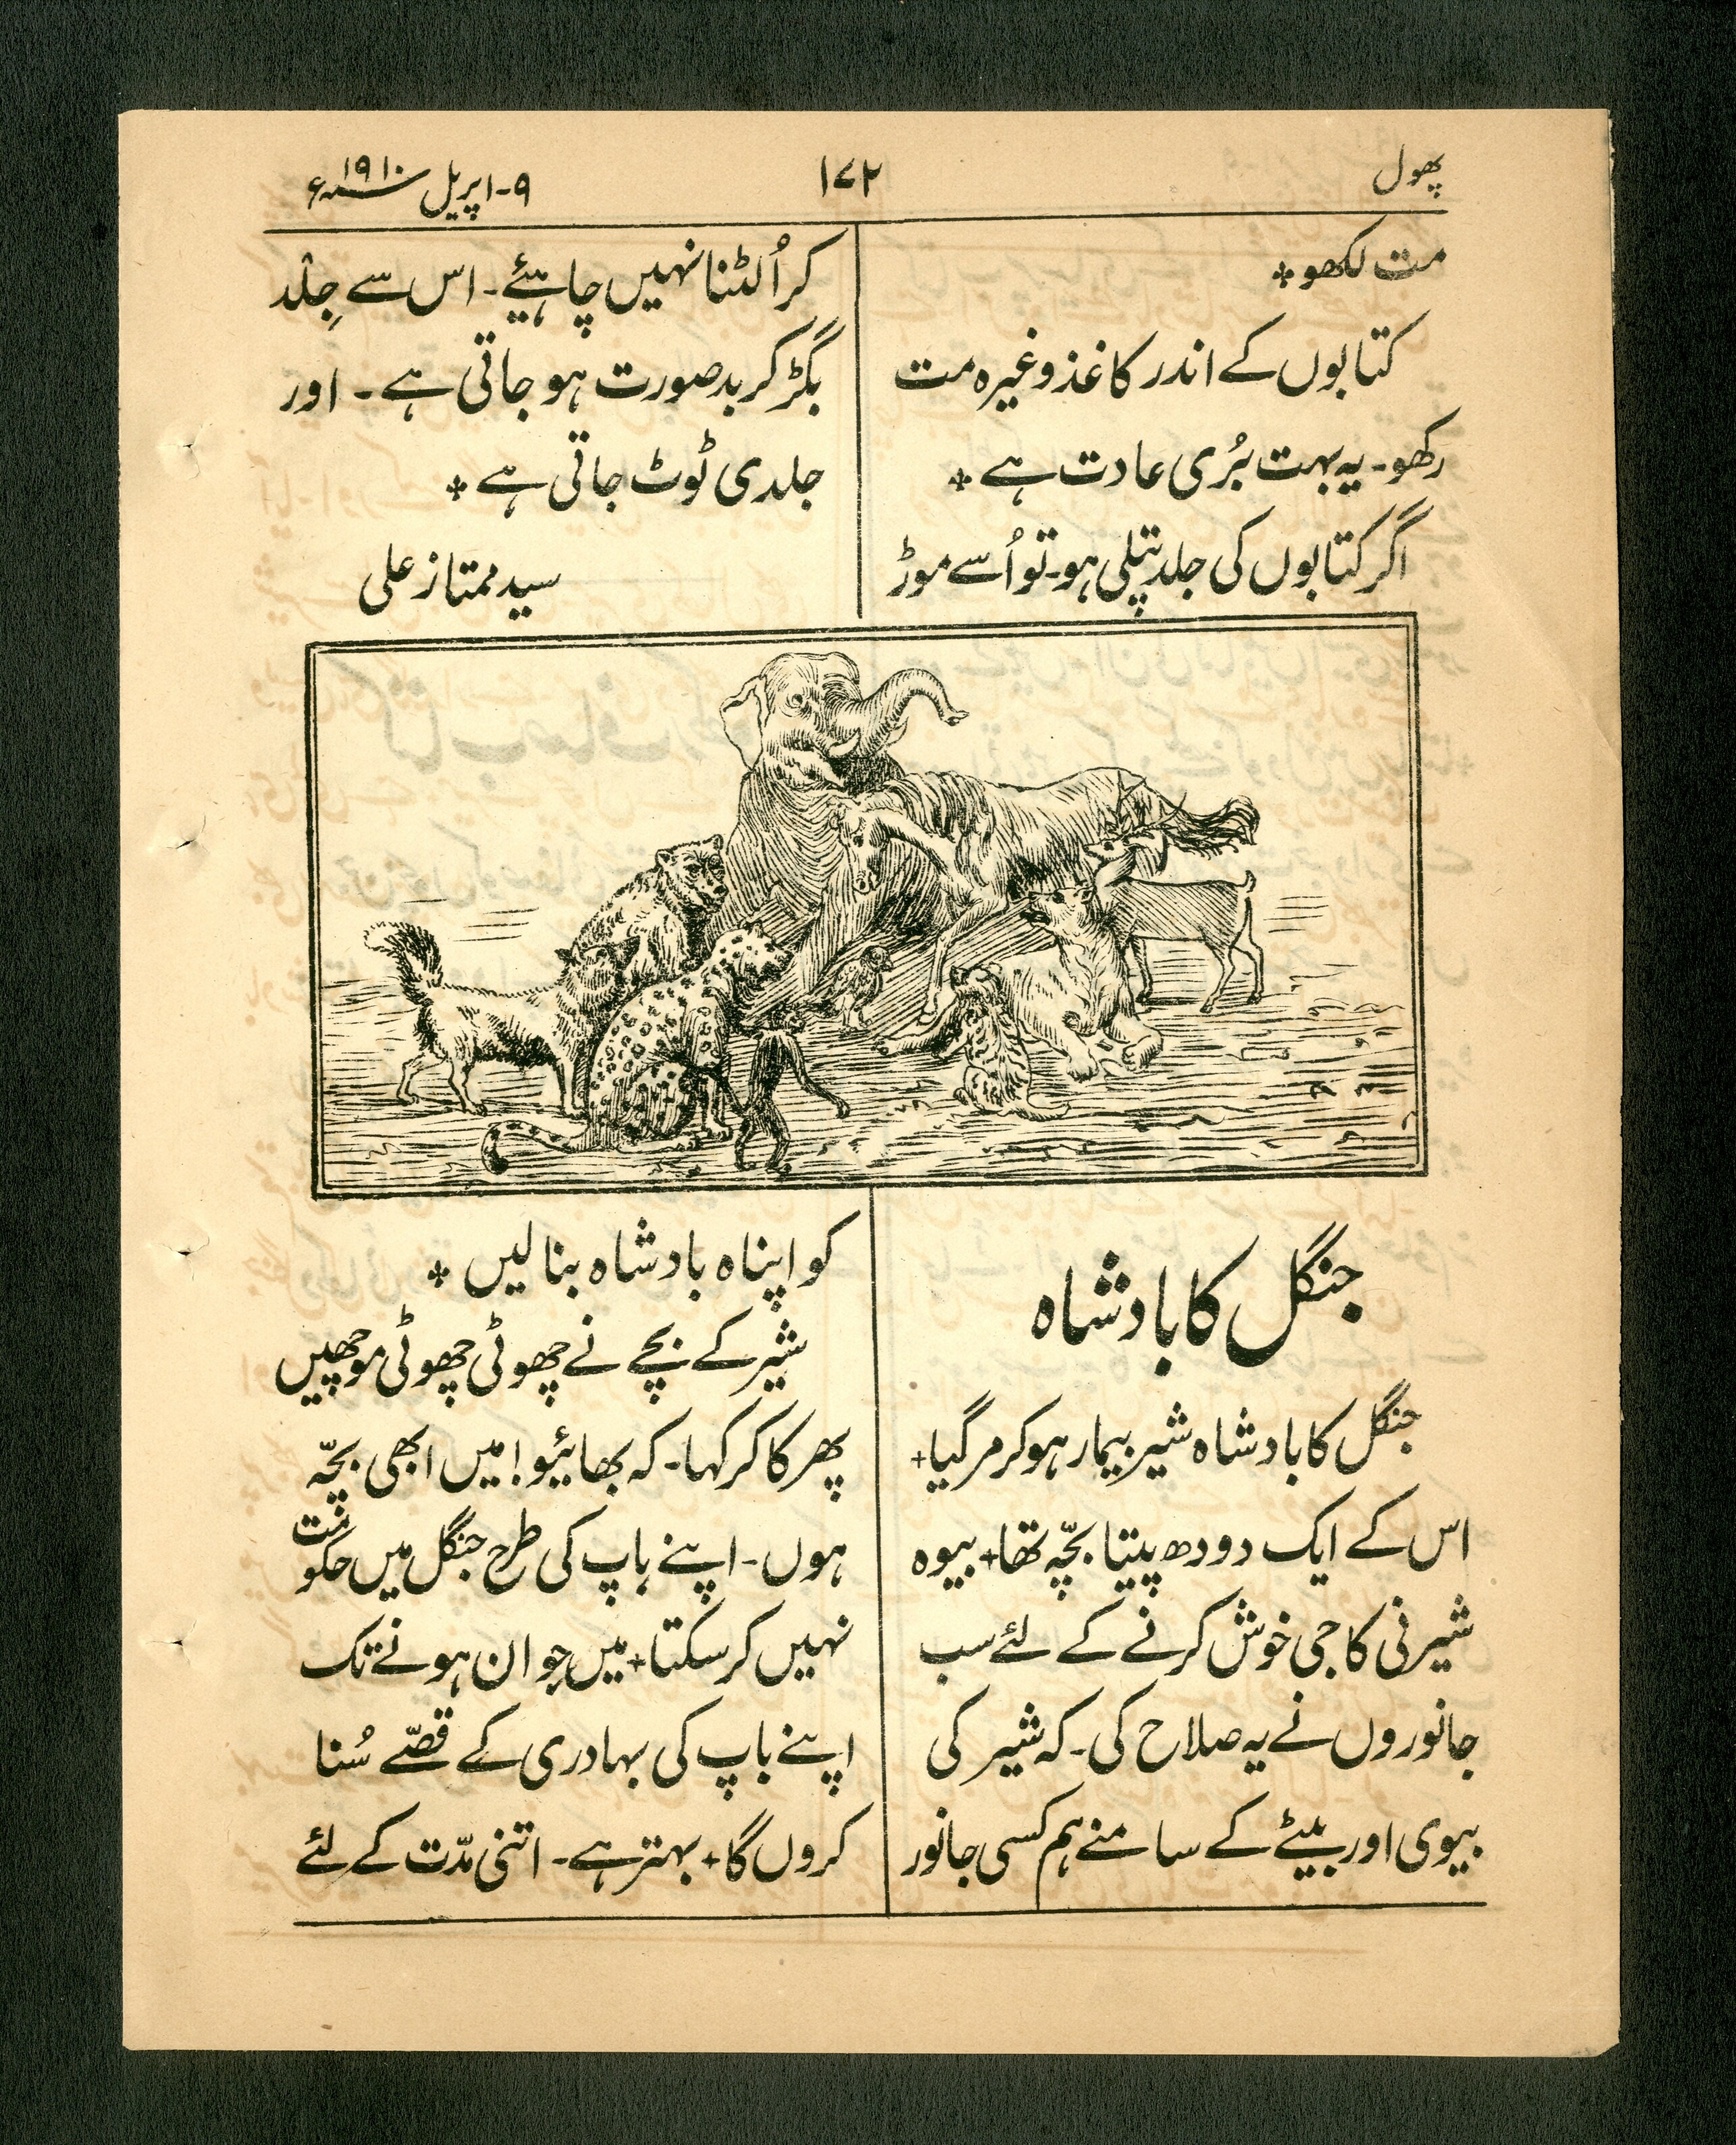 پھول
۱۷۲
۹-اپریل سنہ ۱۹۱۰ء
مت لکھو ٭
کتابوں کے اندر کاغذ وغیرہ مت
رکھو۔ یہ بہت بُری عادت ہے ٭
اگر کتابوں کی جلد پتلی ہو۔ تو اُسے موڑ
کر اُلٹنا نہیں چاہیئے۔ اس سے جِلد
بگڑ کر بدصورت ہو جاتی ہے۔ اور
جلدی ٹوٹ جاتی ہے ٭
سید ممتاز علی
جنگل کا بادشاہ
جنگل کا بادشاہ شیر بیمار ہو کر مر گیا +
اس کے ایک دودھ پیتا بچّہ تھا + بیوہ
شیرنی کا جی خوش کرنے کے لئے سب
جانوروں نے یہ صلاح کی۔ کہ شیر کی
بیوی اور بیٹے کے سامنے ہم کسی جانور
کو اپناہ بادشاہ بنا لیں ٭
شیر کے بچے نے چھوٹی چھوٹی موچھیں
پھرکا کر کہا۔ کہ بھائیو! میں ابھی بچّہ
ہوں۔ اپنے باپ کی طرح جنگل میں حکومت
نہیں کر سکتا + میں جوان ہونے تک
اپنے باپ کی بہادری کے قصّے سُنا
کروں گا + بہتر ہے۔ اتنی مدّت کے لئے